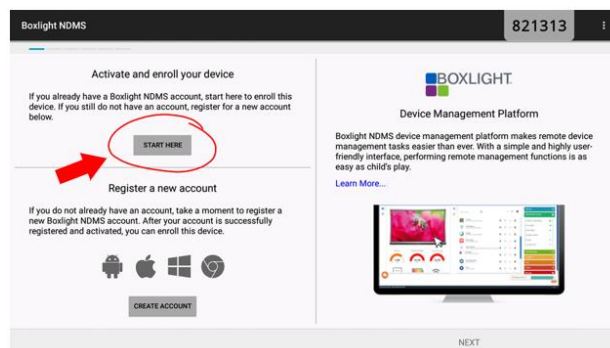 Boxlight NDMS
821313
Activate and enroll your device
If you already have a Boxlight NDMS account, start here to enroll this
device. If you still do not have an account, register for a new account
below.
START HERE
Register a new account
If you do not already have an account, take a moment to register a
new Boxlight NDMS account. After your account is successfully
registered and activated, you can enroll this device.
CREATE ACCOUNT
BOXLIGHT
Device Management Platform
Boxlight NDMS device management platform makes remote device
management tasks easier than ever. With a simple and highly user-
friendly interface, performing remote management functions is as
easy as child's play.
Learn More...
NEXT